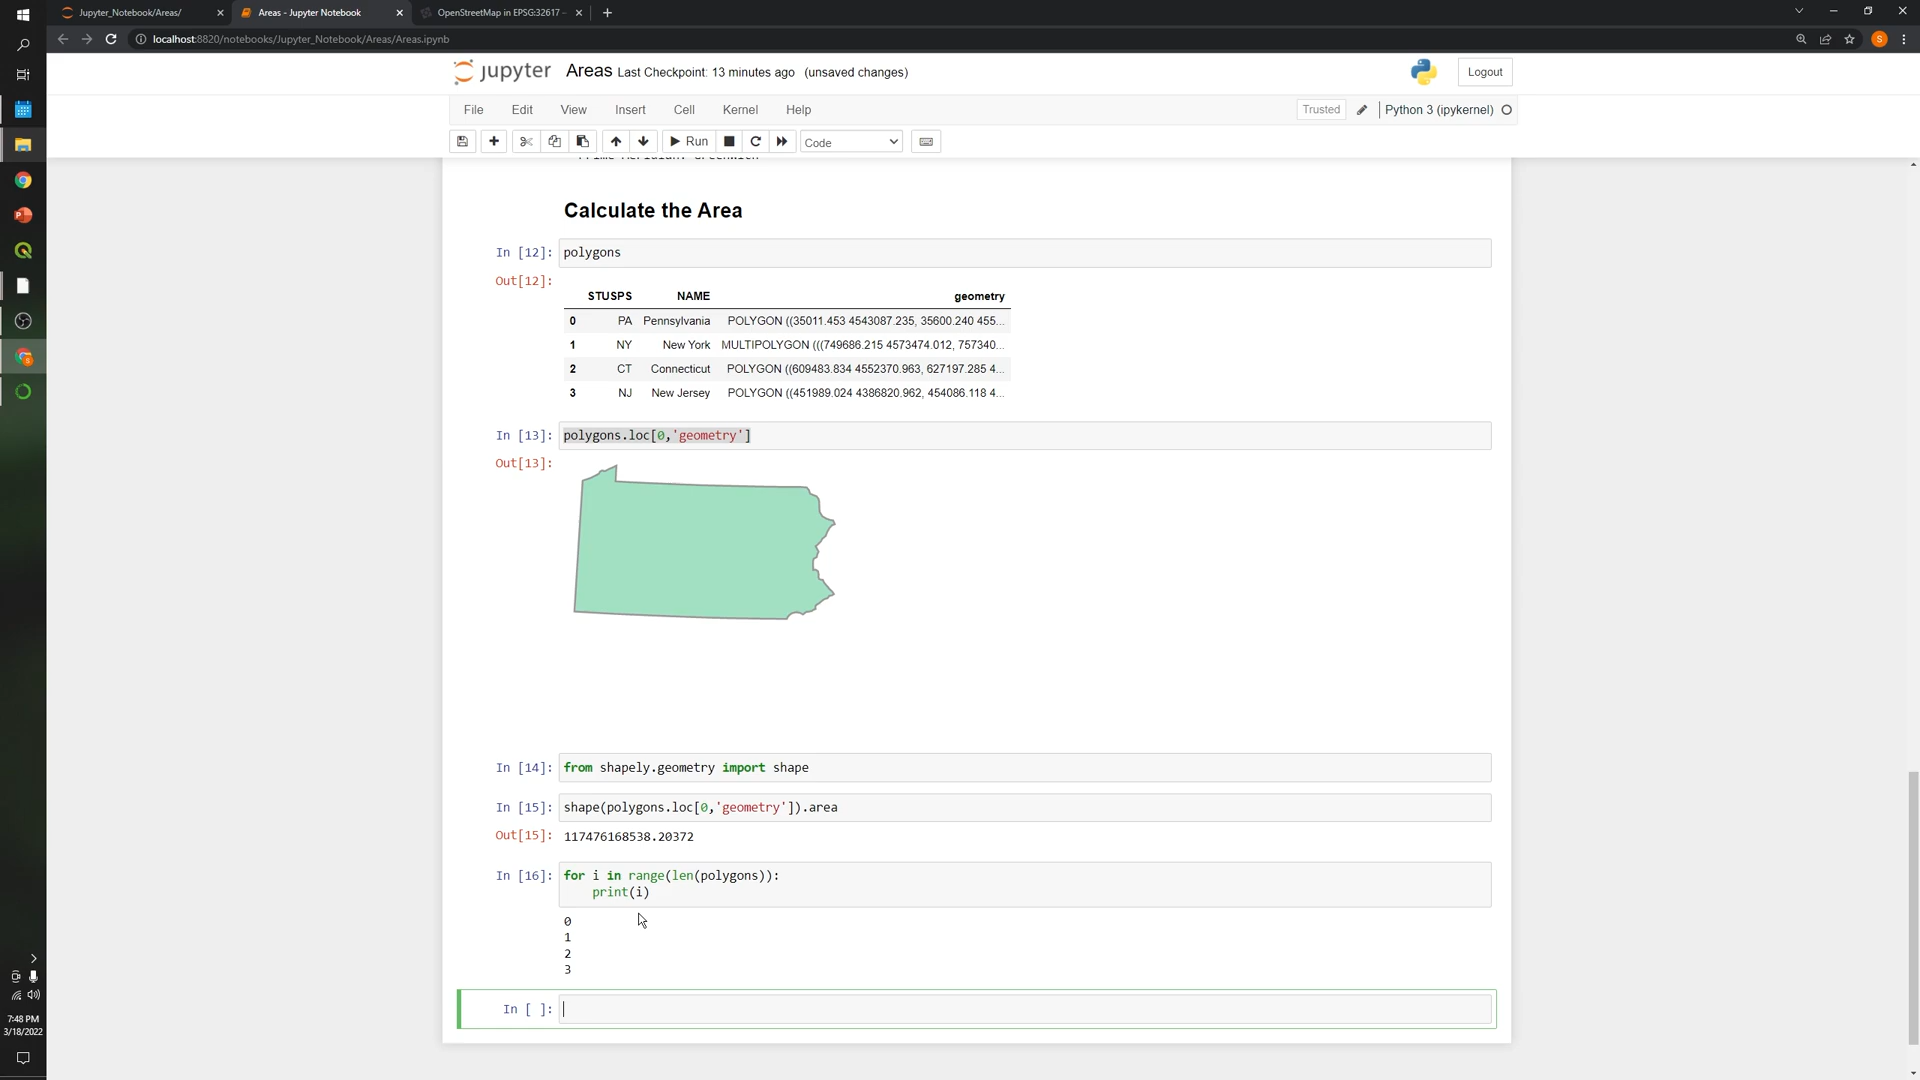 Jupyter_Notebook/Areas/
Areas - Jupyter Notebook
OpenStreetMap in EPSG:32617 -
localhost:8820/notebooks/Jupyter_Notebook/Areas/Areas.ipynb
S
jupyter Areas Last Checkpoint: 13 minutes ago (unsaved changes)
Logout
File Edit View Insert Cell Kernel Help
Trusted Python 3 (ipykernel)
Run Code
Calculate the Area
In [12]: polygons
Out[12]:
STUSPS NAME geometry
0 PA Pennsylvania POLYGON ((35011.453 4543087.235, 35600.240 455...
1 NY New York MULTIPOLYGON (((749686.215 4573474.012, 757340...
2 CT Connecticut POLYGON ((609483.834 4552370.963, 627197.285 4...
3 NJ New Jersey POLYGON ((451989.024 4386820.962, 454086.118 4...
In [13]: polygons.loc[0,'geometry']
Out[13]:
In [14]: from shapely.geometry import shape
In [15]: shape(polygons.loc[0,'geometry']).area
Out[15]: 117476168538.20372
In [16]: for i in range(len(polygons)):
print(i)
0
1
2
3
In [ ]:
7:48 PM
3/18/2022